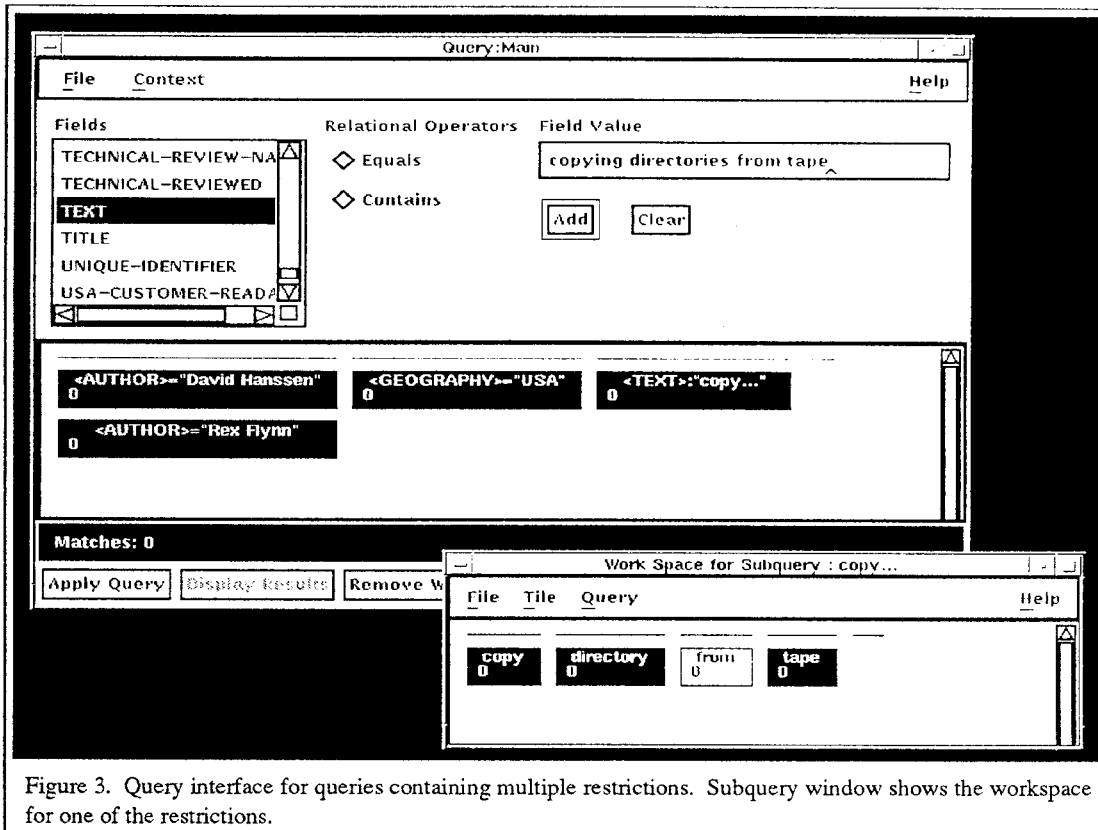 Query:Main
File Context Help
Fields Relational Operators Field Value
TECHNICAL-REVIEW-NA
TECHNICAL-REVIEWED
TEXT
TITLE
UNIQUE-IDENTIFIER
USA-CUSTOMER-READA
Equals
Contains
copying directories from tape
Add Clear
<AUTHOR>="David Hanssen" <GEOGRAPHY>="USA" <TEXT>:"copy..."
0 0 0
<AUTHOR>="Rex Flynn"
0
Matches: 0
Apply Query Display Results Remove W
Work Space for Subquery : copy...
File Tile Query Help
copy directory from tape
0 0 0 0
Figure 3. Query interface for queries containing multiple restrictions. Subquery window shows the workspace
for one of the restrictions.